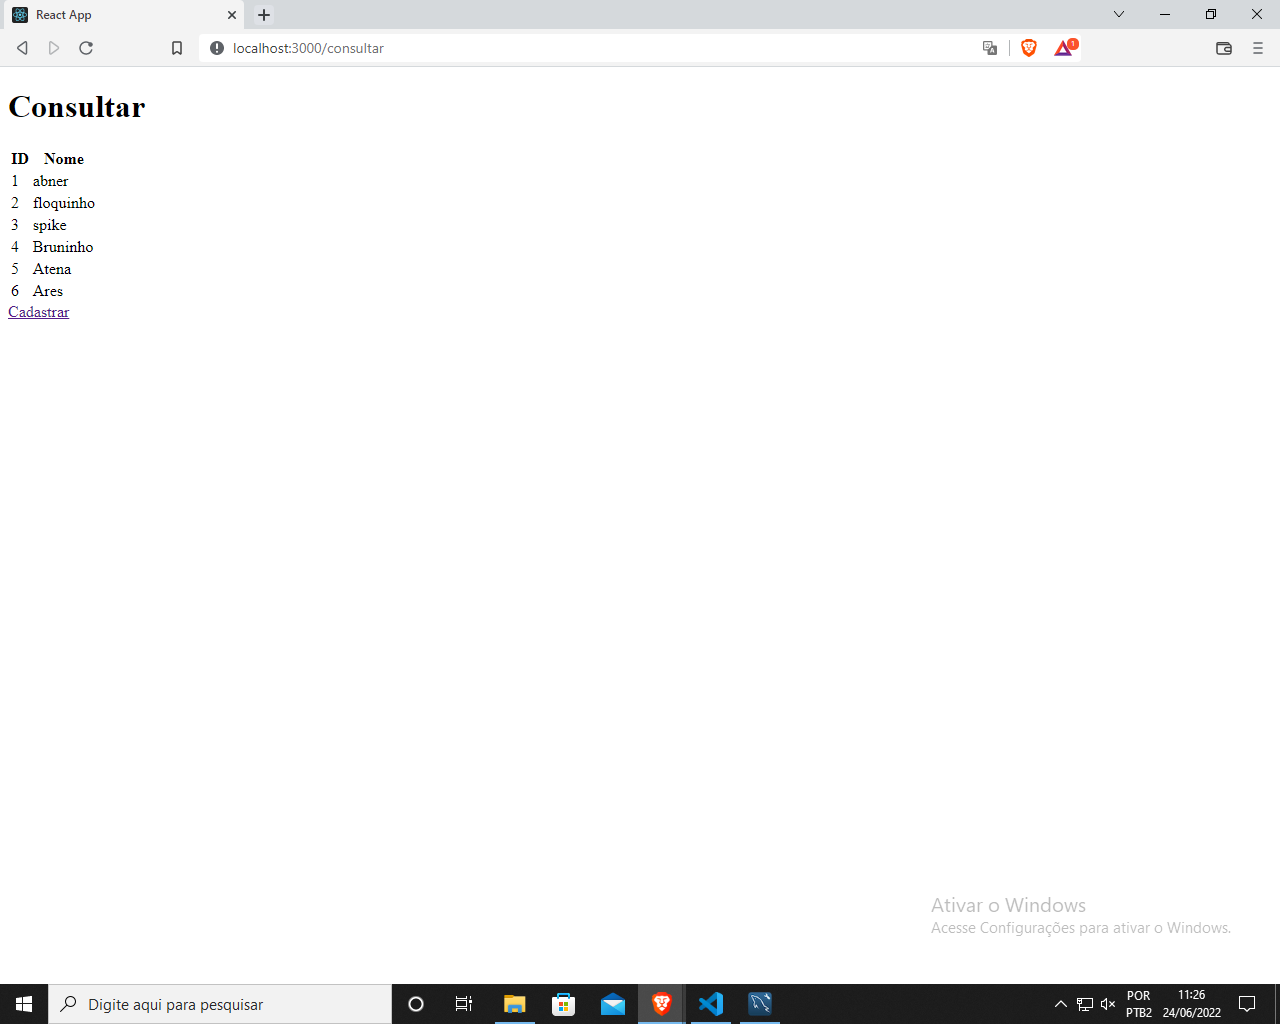 React App
localhost:3000/consultar
1
Consultar
ID Nome
1 abner
2 floquinho
3 spike
4 Bruninho
5 Atena
6 Ares
Cadastrar
Ativar o Windows
Acesse Configurações para ativar o Windows.
Digite aqui para pesquisar
POR
PTB2
11:26
24/06/2022